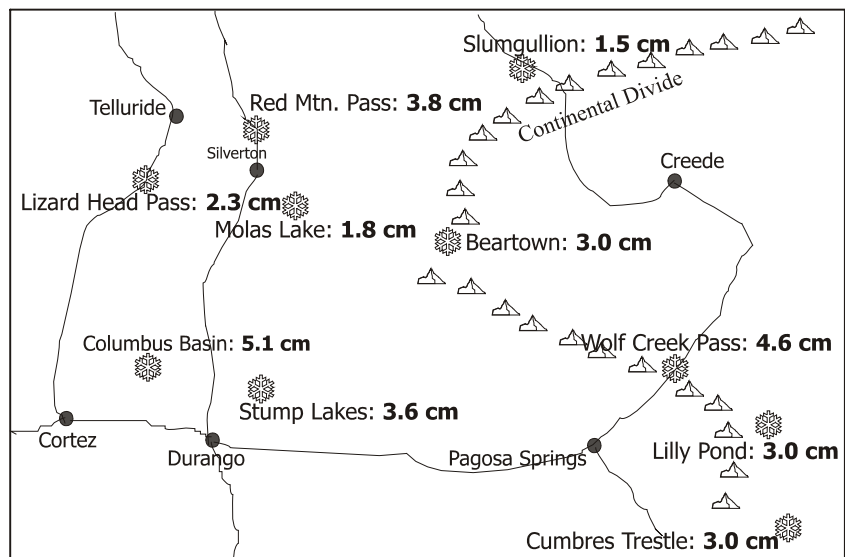 Slumgullion: 1.5 cm
Continental Divide
Red Mtn. Pass: 3.8 cm
Telluride
Silverton
Creede
Lizard Head Pass: 2.3 cm
Molas Lake: 1.8 cm
Beartown: 3.0 cm
Columbus Basin: 5.1 cm
Wolf Creek Pass: 4.6 cm
Stump Lakes: 3.6 cm
Cortez
Durango
Pagosa Springs
Lilly Pond: 3.0 cm
Cumbres Trestle: 3.0 cm